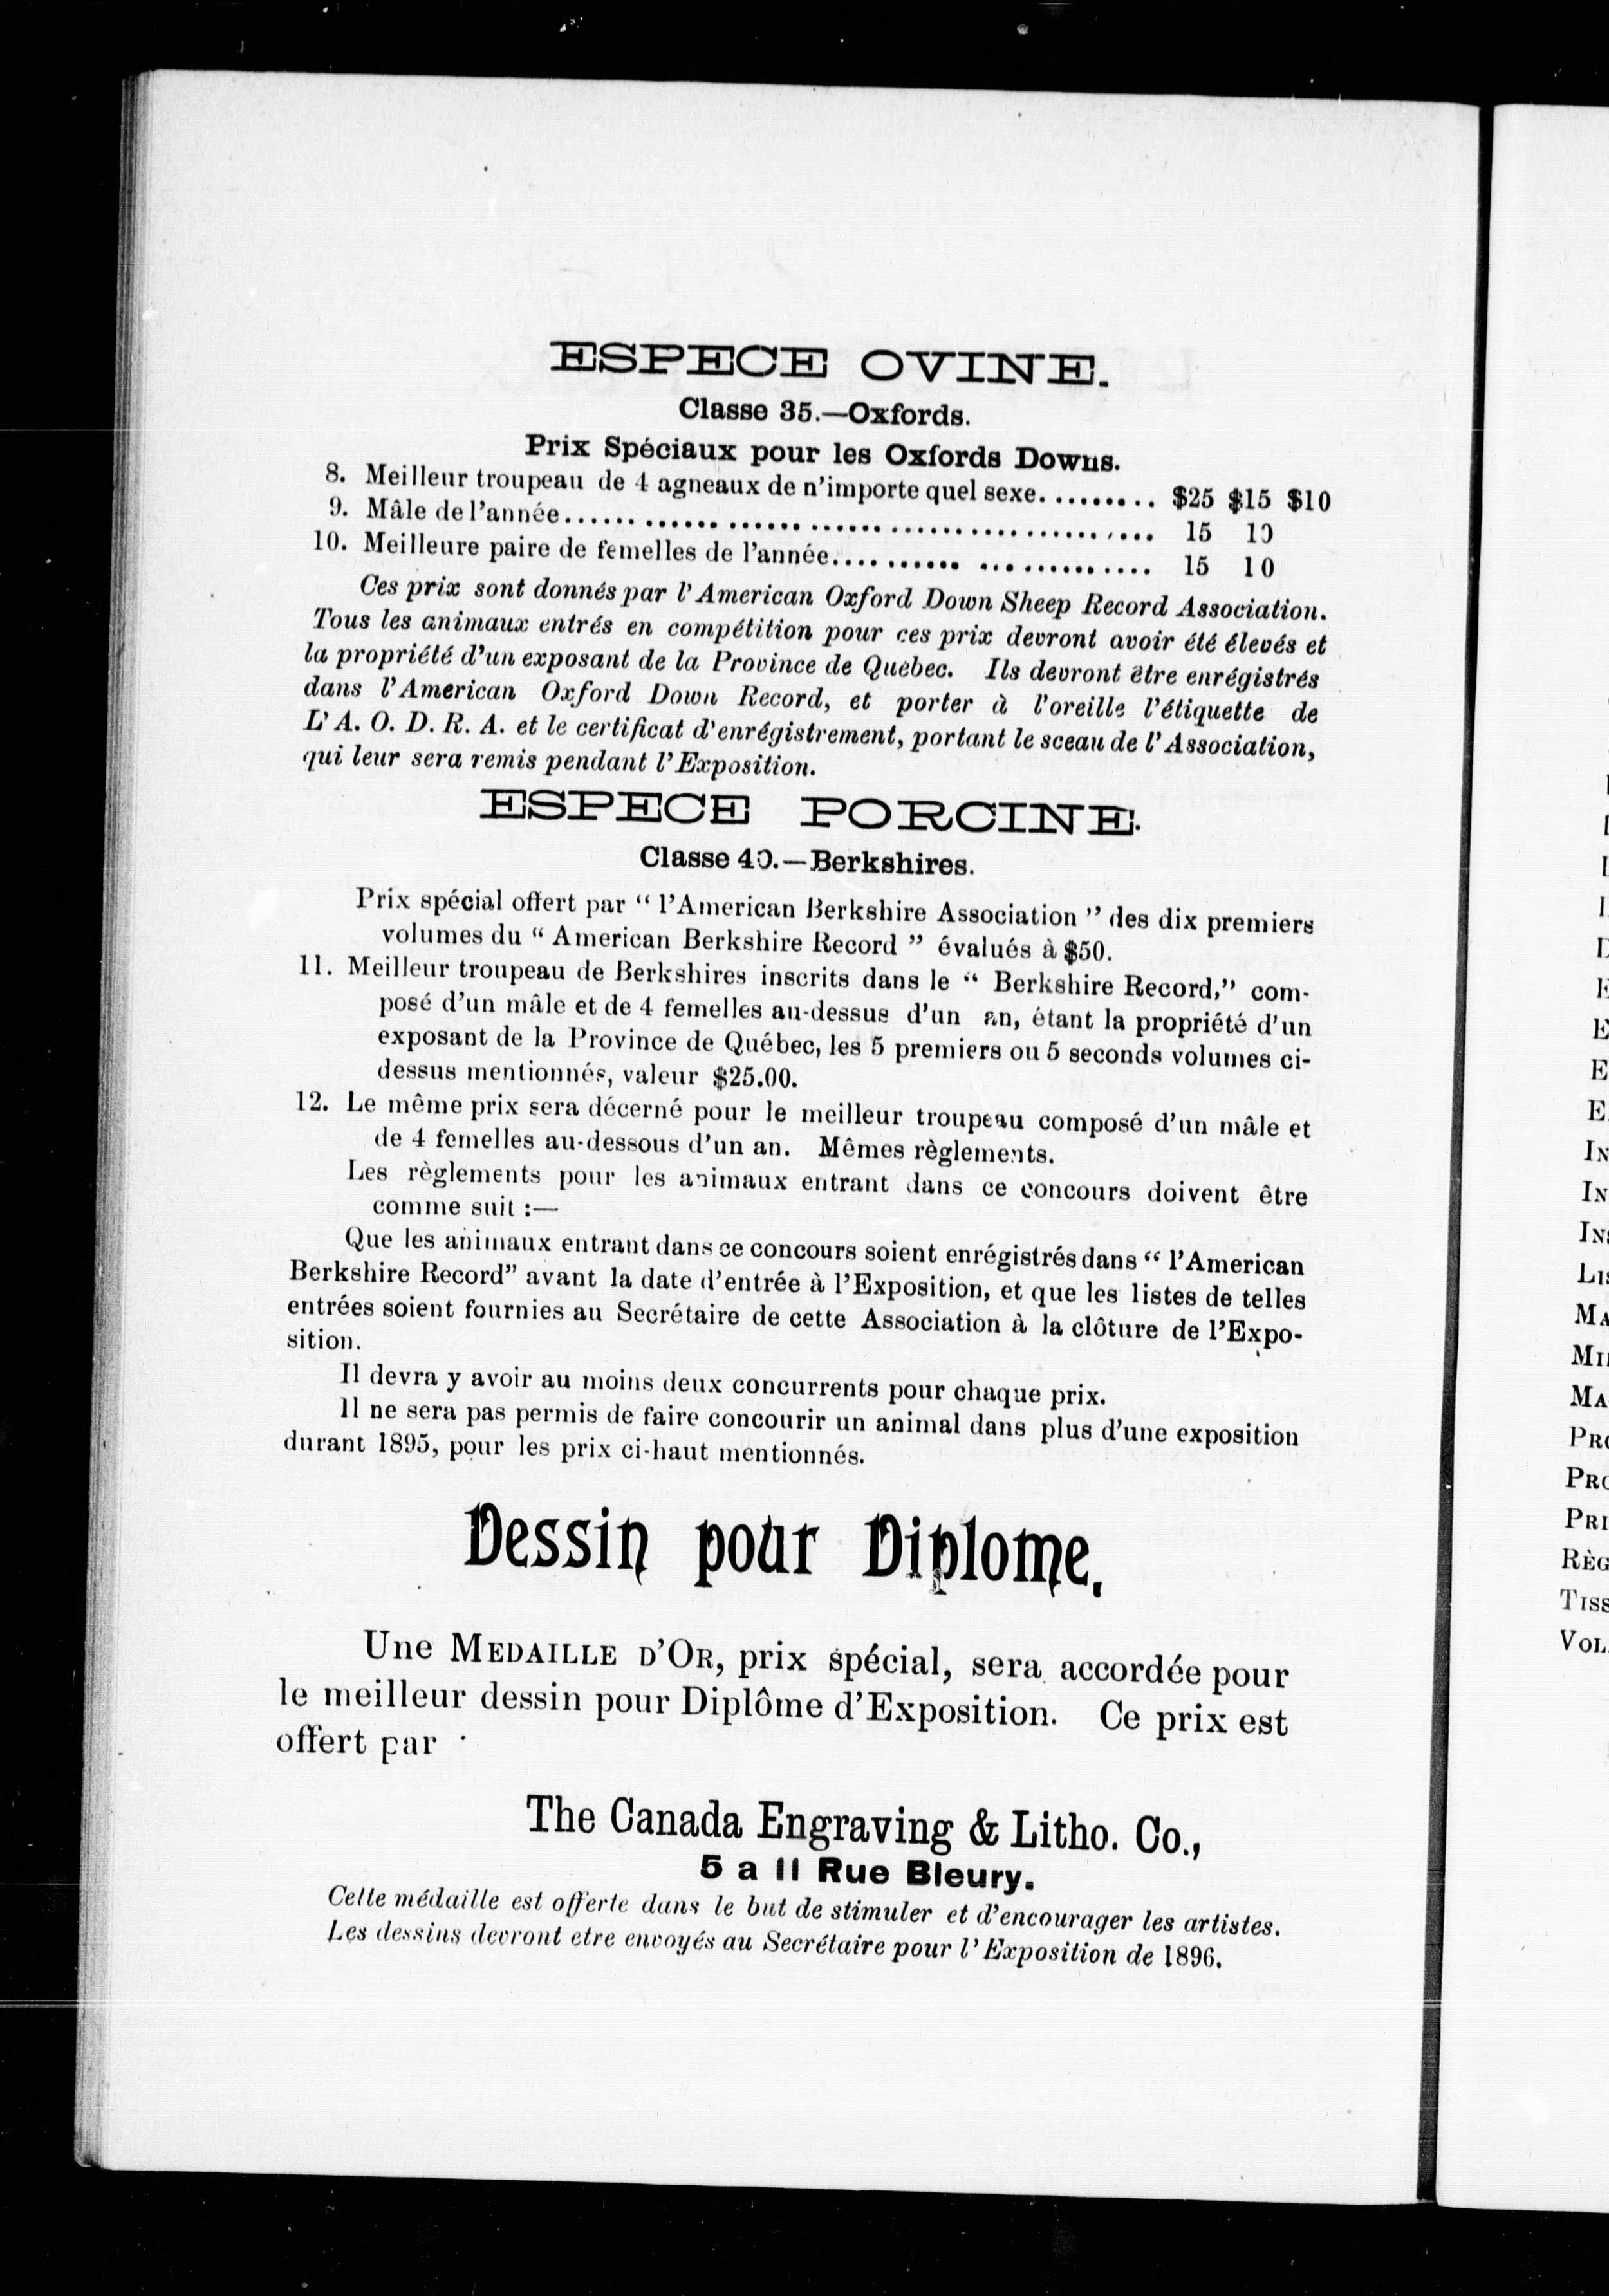 ESPECE OVINE.
Classe 35.—Oxfords.
Prix Spéciaux pour les Oxfords Downs.
8. Meilleur troupeau de 4 agneaux de n'importe quel sexe.......... $25 $15 $10
9. Mâle de l'année.................................................. 15 10
10. Meilleure paire de femelles de l'année........................ 15 10
Ces prix sont donnés par l'American Oxford Down Sheep Record Association.
Tous les animaux entrés en compétition pour ces prix devront avoir été élevés et
la propriété d'un exposant de la Province de Québec. Ils devront être enrégistrés
dans l'American Oxford Down Record, et porter à l'oreille l'étiquette de
L'A. O. D. R. A. et le certificat d'enrégistrement, portant le sceau de l'Association,
qui leur sera remis pendant l'Exposition.
ESPECE PORCINE.
Classe 40.—Berkshires.
Prix spécial offert par “ l'American Berkshire Association ” des dix premiers
volumes du “ American Berkshire Record ” évalués à $50.
11. Meilleur troupeau de Berkshires inscrits dans le “ Berkshire Record,” com-
posé d'un mâle et de 4 femelles au-dessus d'un an, étant la propriété d'un
exposant de la Province de Québec, les 5 premiers ou 5 seconds volumes ci-
dessus mentionnés, valeur $25.00.
12. Le même prix sera décerné pour le meilleur troupeau composé d'un mâle et
de 4 femelles au-dessous d'un an. Mêmes règlements.
Les règlements pour les animaux entrant dans ce concours doivent être
comme suit :—
Que les animaux entrant dans ce concours soient enrégistrés dans “ l'American
Berkshire Record” avant la date d'entrée à l'Exposition, et que les listes de telles
entrées soient fournies au Secrétaire de cette Association à la clôture de l'Expo-
sition.
Il devra y avoir au moins deux concurrents pour chaque prix.
Il ne sera pas permis de faire concourir un animal dans plus d'une exposition
durant 1895, pour les prix ci-haut mentionnés.
Dessin pour Diplome.
Une MEDAILLE D'OR, prix spécial, sera accordée pour
le meilleur dessin pour Diplôme d'Exposition. Ce prix est
offert par
The Canada Engraving & Litho. Co.,
5 a 11 Rue Bleury.
Cette médaille est offerte dans le but de stimuler et d'encourager les artistes.
Les dessins devront etre envoyés au Secrétaire pour l'Exposition de 1896.